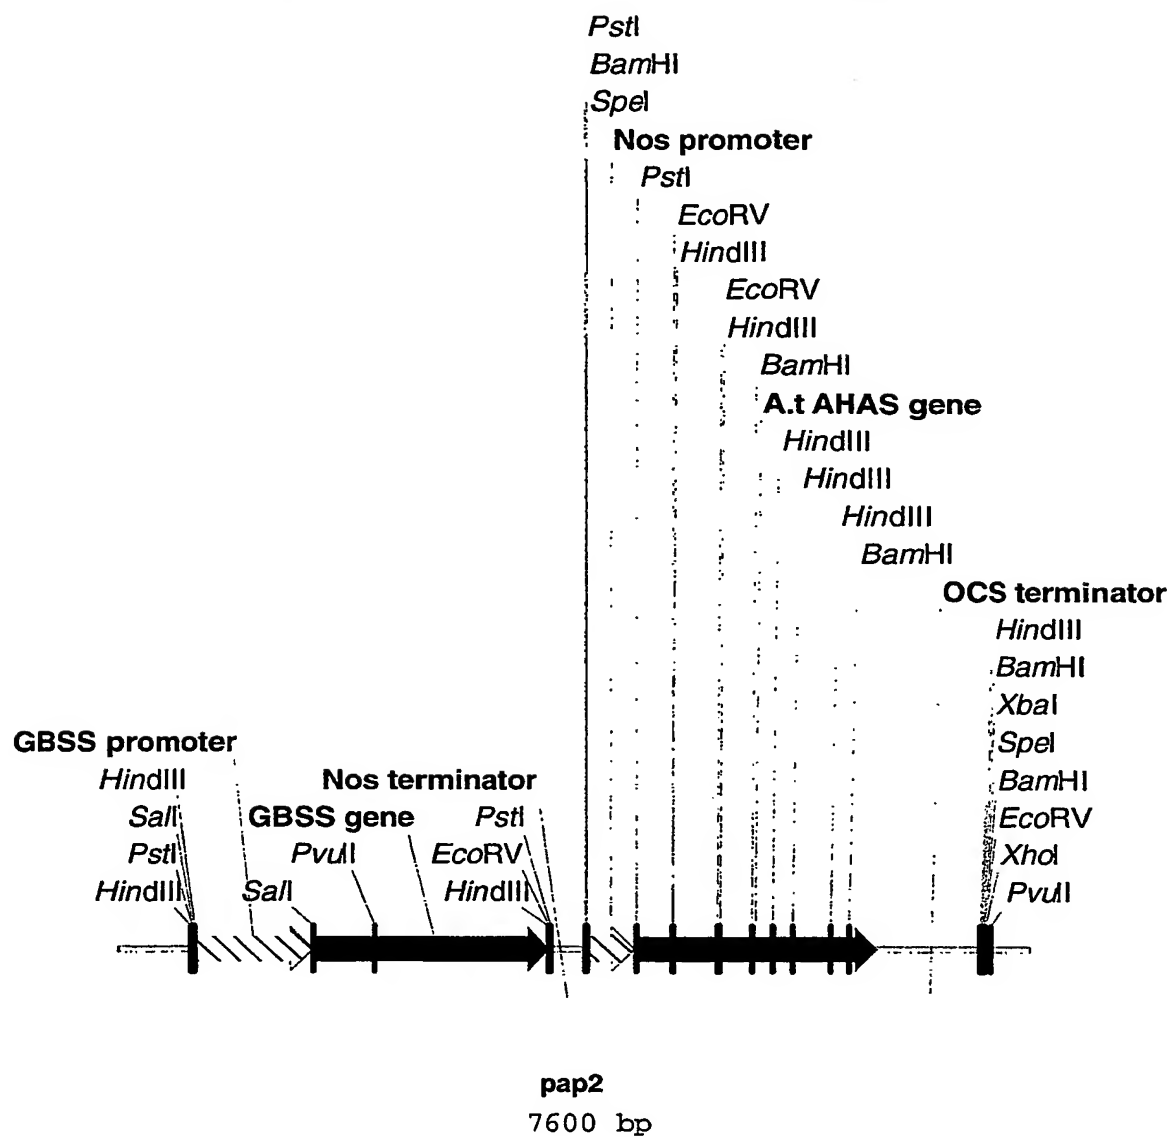 PstI
BamHI
SpeI
Nos promoter
PstI
EcoRV
HindIII
EcoRV
HindIII
BamHI
A.t AHAS gene
HindIII
HindIII
HindIII
BamHI
OCS terminator
HindIII
BamHI
XbaI
SpeI
BamHI
EcoRV
XhoI
PvuII
GBSS promoter
HindIII
SalI
PstI
HindIII
SalI
Nos terminator
GBSS gene
PstI
PvuII
EcoRV
HindIII
pap2
7600 bp